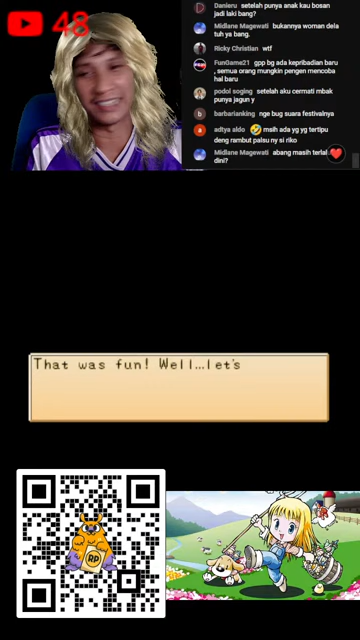 48
Danieru setelah punya anak kau bosan
jadi laki bang?
Midlane Magewati bukannya woman dela
tuh ya bang.
Ricky Christian wtf
FunGame21 gpp bg ada kepribadian baru
, semua orang mungkin pengen mencoba
hal baru
podol soging setelah aku cermati mbak
punya jagun y
barbarianking nge bug suara festivalnya
aditya aldo 🤣 msih ada yg yg tertipu
deng rambut palsu ny si riko
Midlane Magewati abang masih terlal
dini?
That was fun! Well...let's
RP